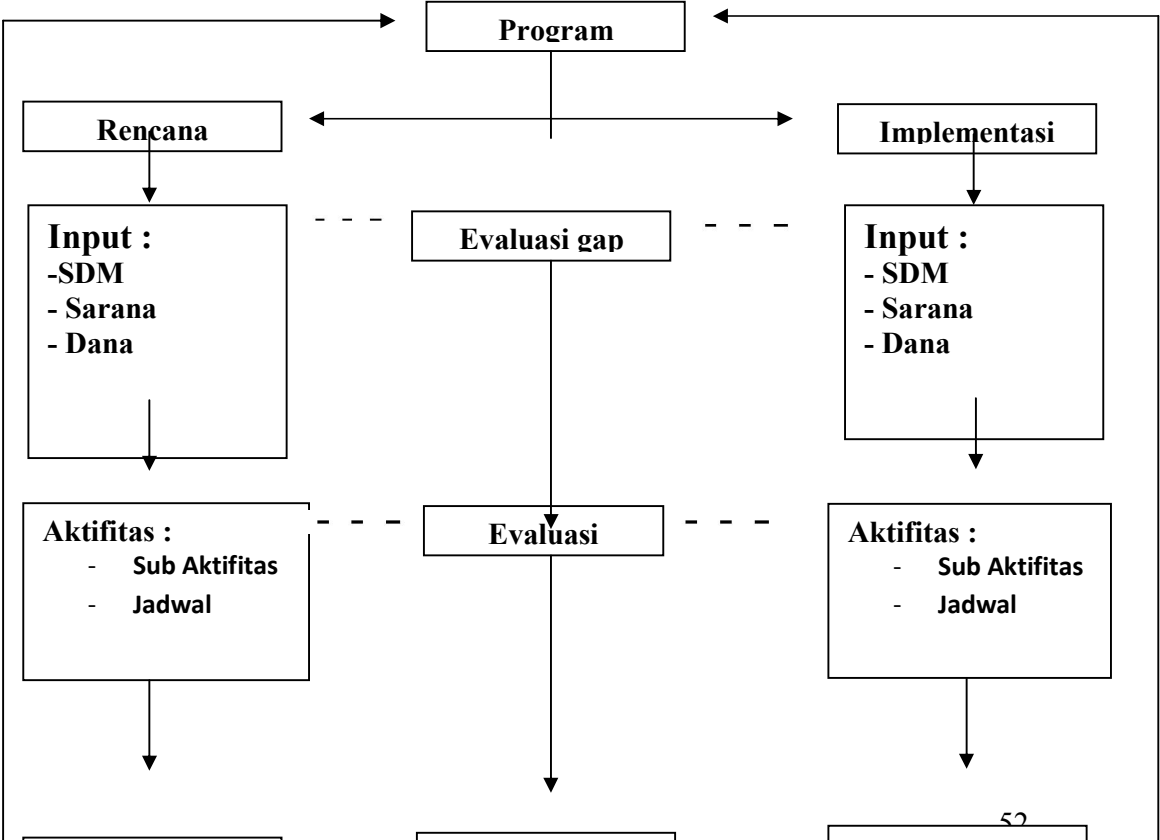 Program
Rencana
Implementasi
Input :
-SDM
- Sarana
- Dana
Evaluasi gap
Input :
- SDM
- Sarana
- Dana
Aktifitas :
- Sub Aktifitas
- Jadwal
Evaluasi
Aktifitas :
- Sub Aktifitas
- Jadwal
52